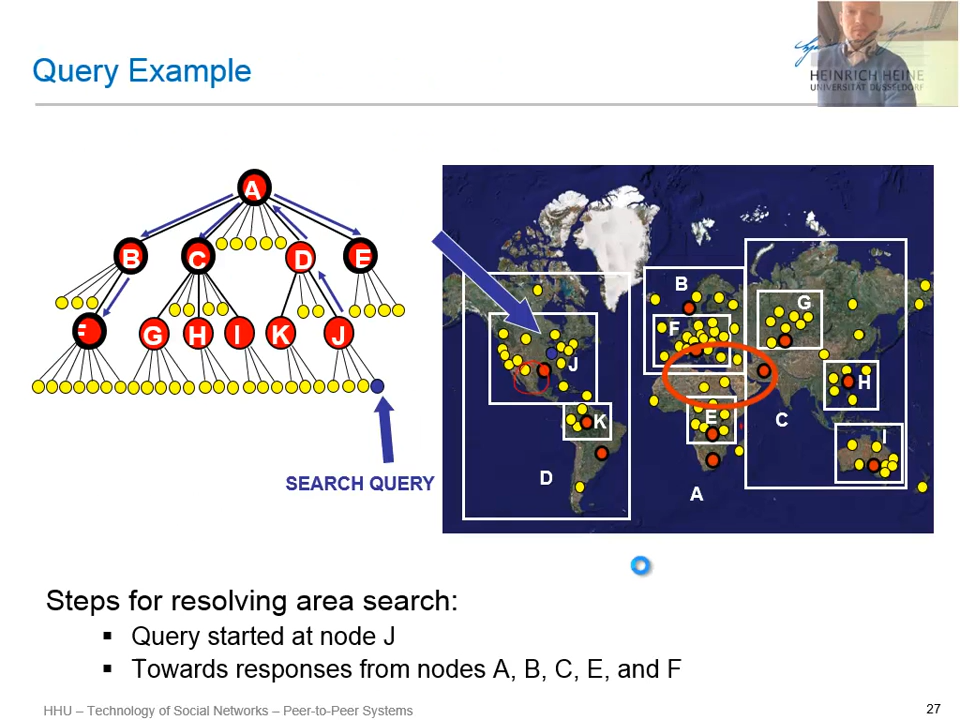 Query Example
HEINRICH HEINE
UNIVERSITÄT DÜSSELDORF
A
B
C
D
E
F
G
H
I
K
J
SEARCH QUERY
B
G
F
J
H
K
E
C
I
D
A
Steps for resolving area search:
▪ Query started at node J
▪ Towards responses from nodes A, B, C, E, and F
HHU – Technology of Social Networks – Peer-to-Peer Systems
27